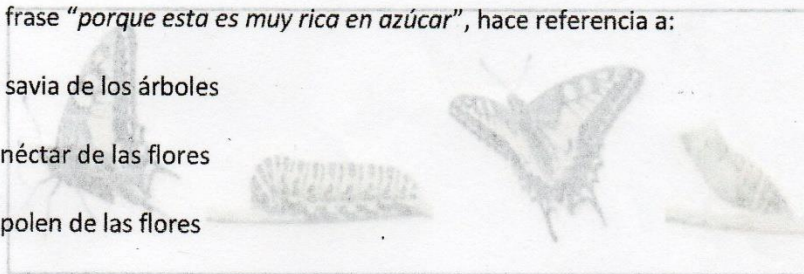 frase “porque esta es muy rica en azúcar”, hace referencia a:
savia de los árboles
néctar de las flores
polen de las flores